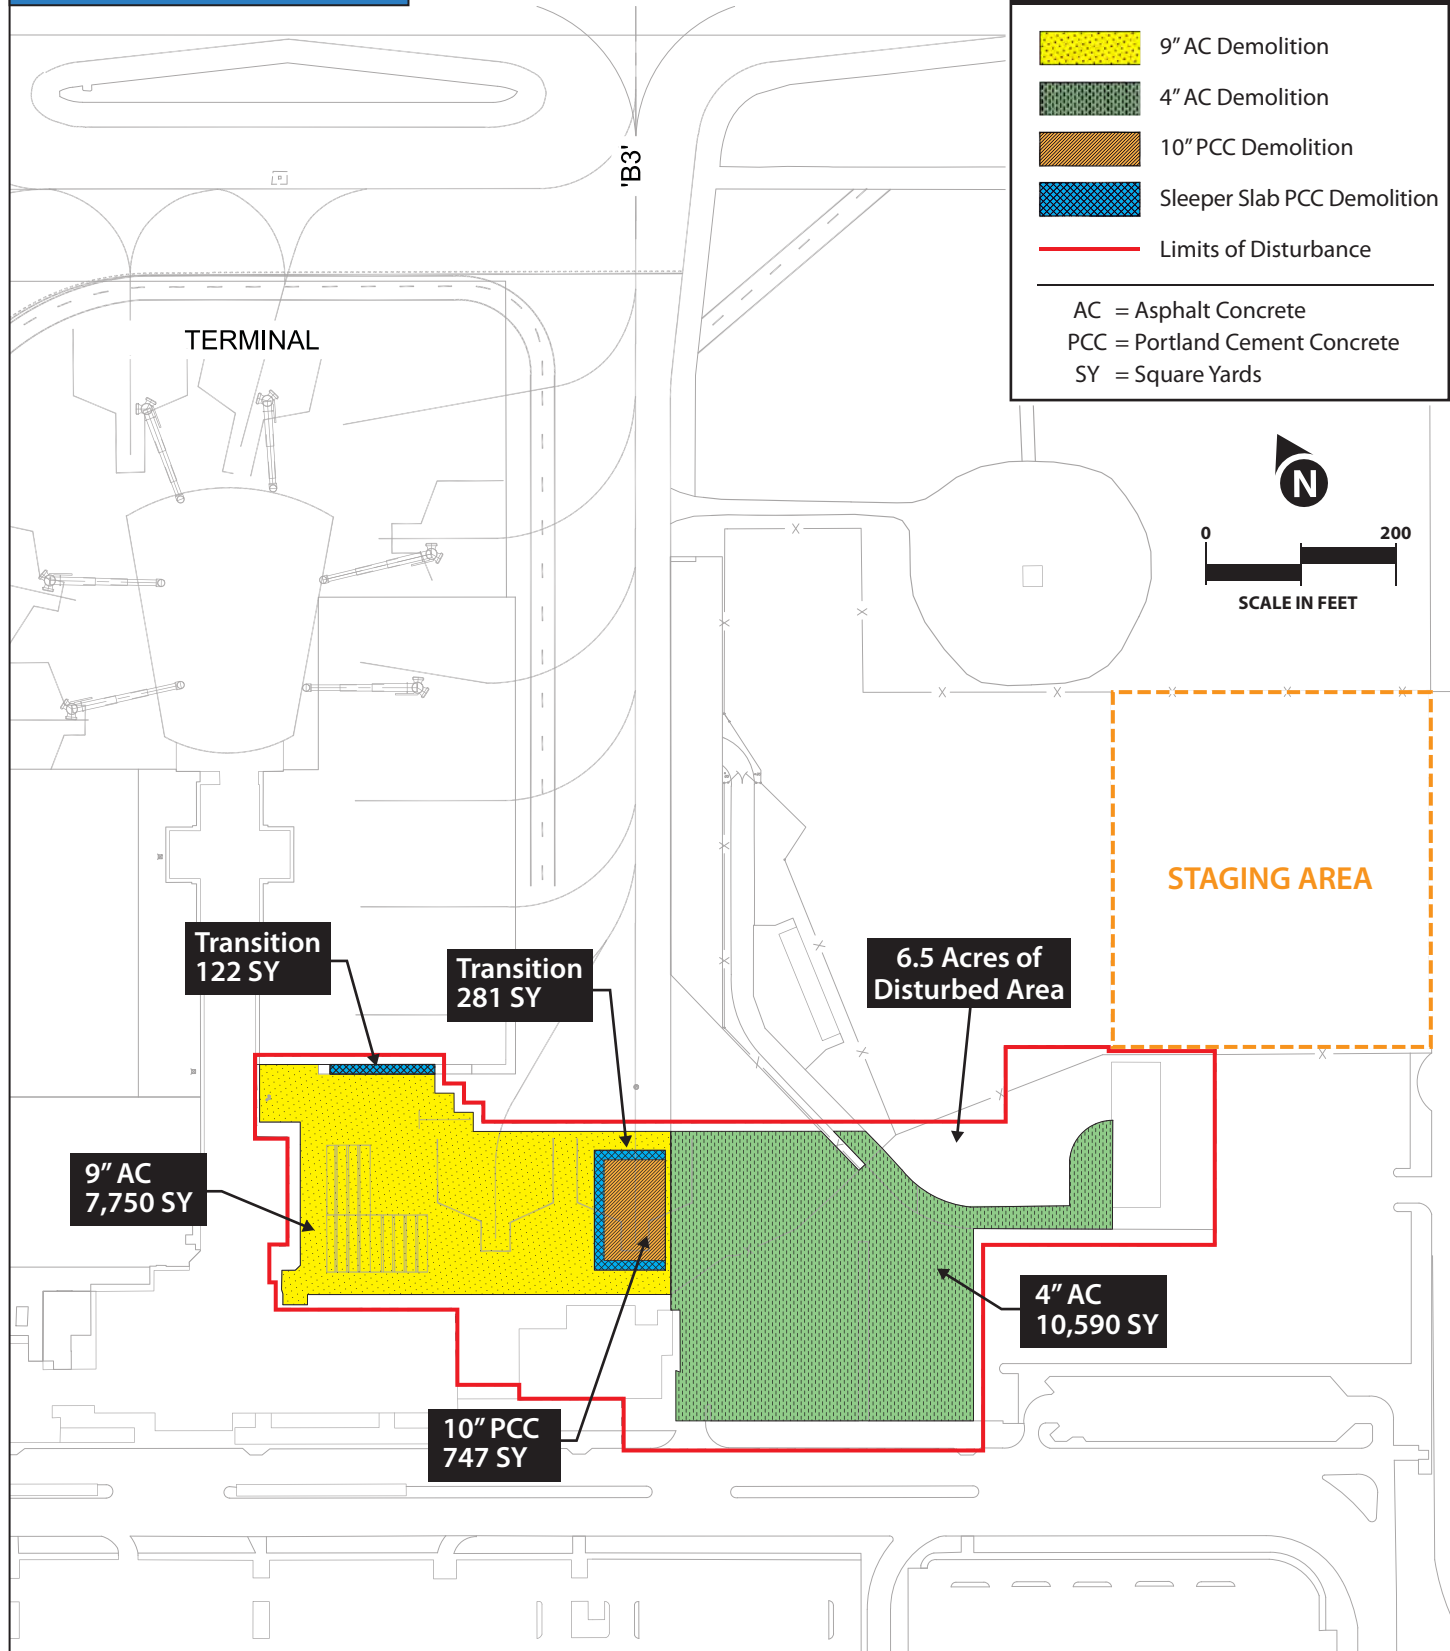 9” AC Demolition
4” AC Demolition
10” PCC Demolition
Sleeper Slab PCC Demolition
Limits of Disturbance
AC = Asphalt Concrete
PCC = Portland Cement Concrete
SY = Square Yards
'B3'
TERMINAL
N
0 200
SCALE IN FEET
STAGING AREA
Transition
122 SY
Transition
281 SY
6.5 Acres of
Disturbed Area
9” AC
7,750 SY
4” AC
10,590 SY
10” PCC
747 SY